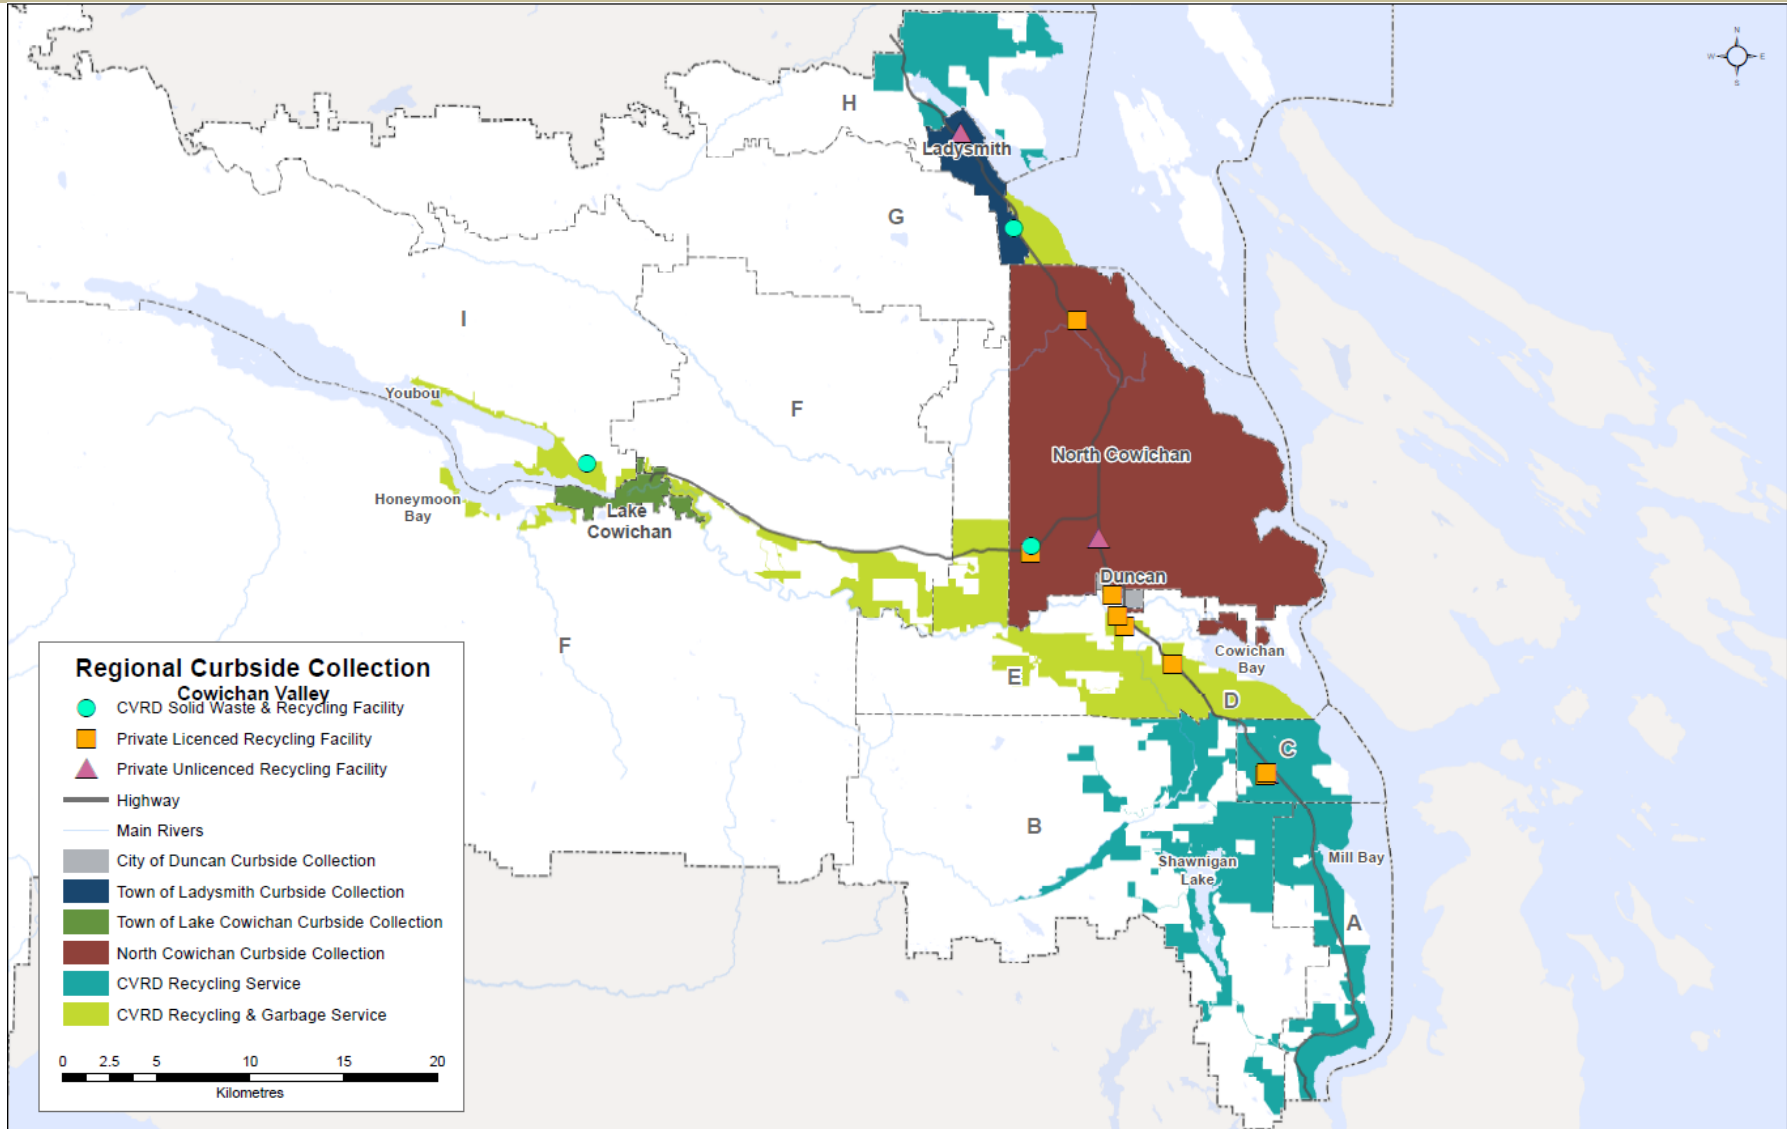 N
W
E
S
H
Ladysmith
G
I
Youbou
F
North Cowichan
Honeymoon
Bay
Lake
Cowichan
Duncan
F
E
Cowichan
Bay
D
C
B
Shawnigan
Lake
Mill Bay
A
Regional Curbside Collection
Cowichan Valley
CVRD Solid Waste & Recycling Facility
Private Licenced Recycling Facility
Private Unlicenced Recycling Facility
Highway
Main Rivers
City of Duncan Curbside Collection
Town of Ladysmith Curbside Collection
Town of Lake Cowichan Curbside Collection
North Cowichan Curbside Collection
CVRD Recycling Service
CVRD Recycling & Garbage Service
0 2.5 5 10 15 20
Kilometres